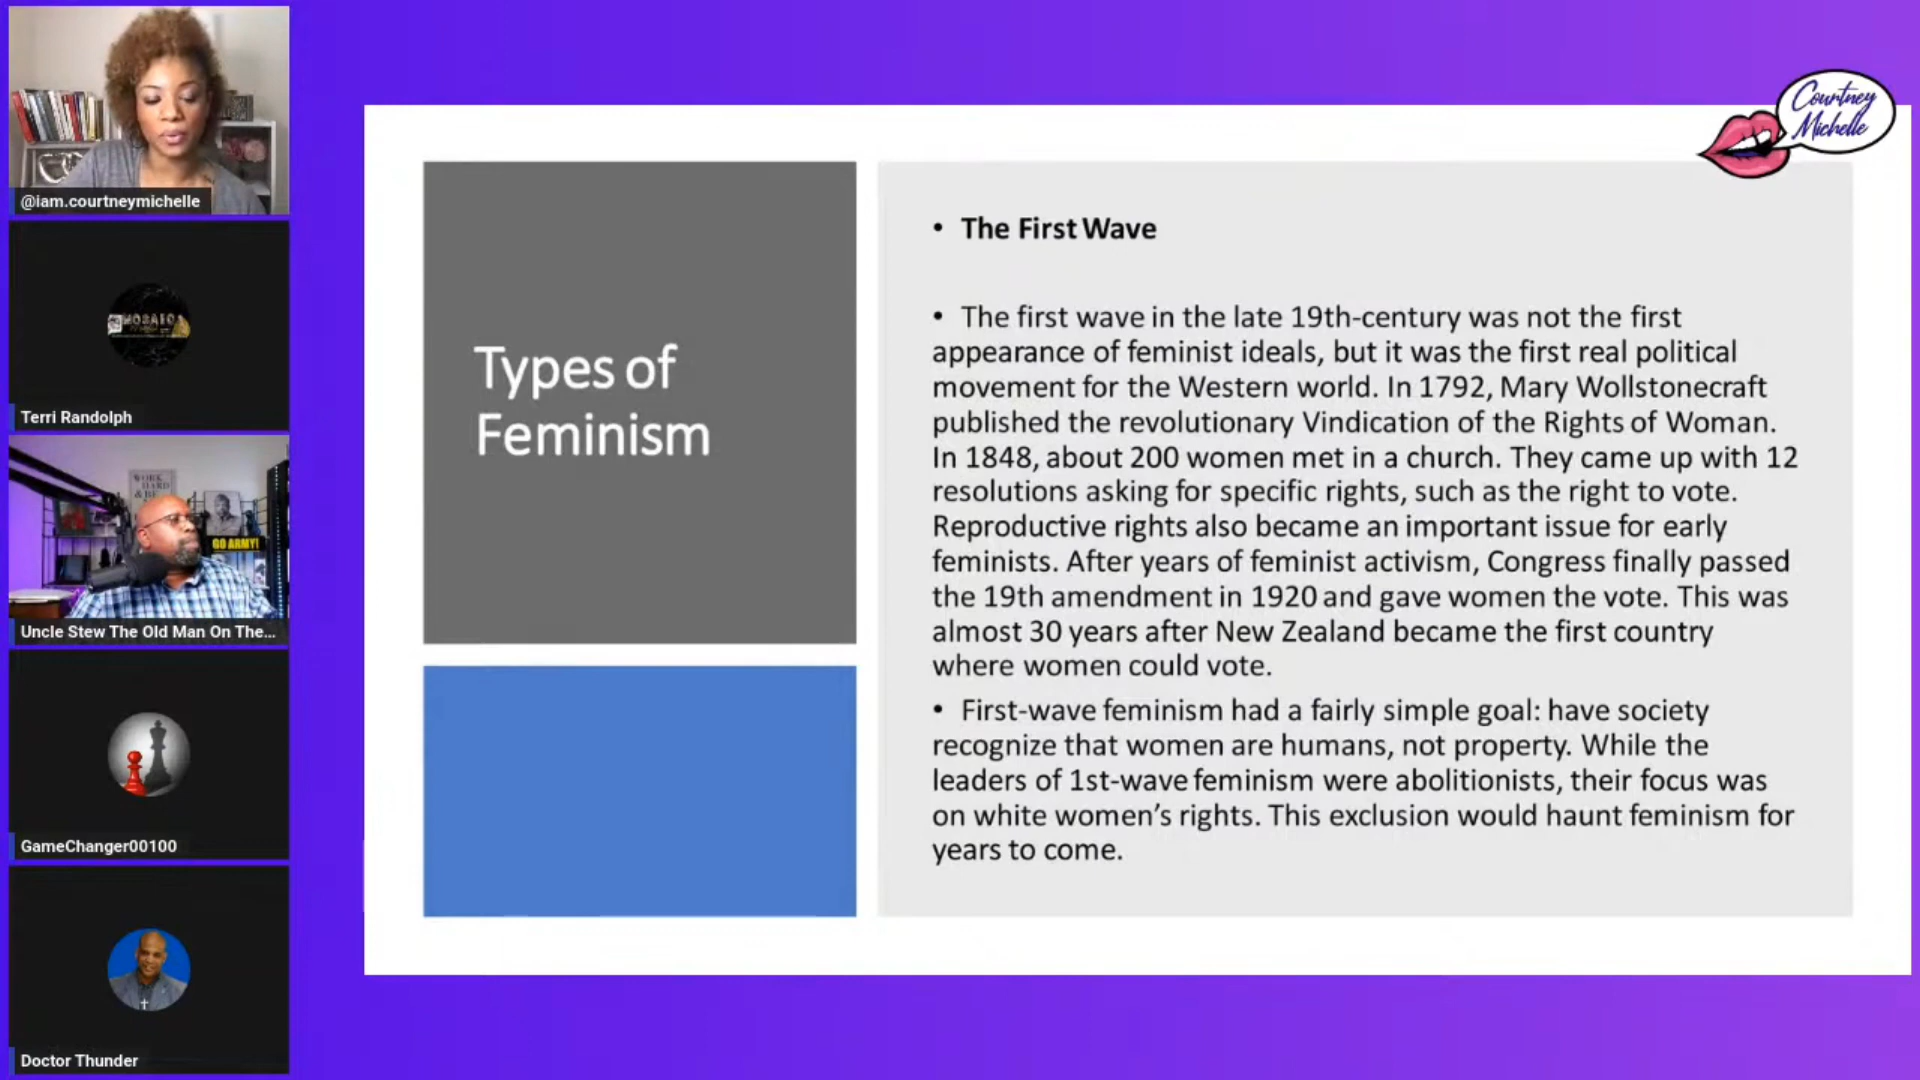 @iam.courtneymichelle
Terri Randolph
WORK
HARD
& BE
GO ARMY!
Uncle Stew The Old Man On The...
GameChanger00100
Doctor Thunder
Types of
Feminism
Courtney
Michelle
• The First Wave
• The first wave in the late 19th-century was not the first
appearance of feminist ideals, but it was the first real political
movement for the Western world. In 1792, Mary Wollstonecraft
published the revolutionary Vindication of the Rights of Woman.
In 1848, about 200 women met in a church. They came up with 12
resolutions asking for specific rights, such as the right to vote.
Reproductive rights also became an important issue for early
feminists. After years of feminist activism, Congress finally passed
the 19th amendment in 1920 and gave women the vote. This was
almost 30 years after New Zealand became the first country
where women could vote.
• First-wave feminism had a fairly simple goal: have society
recognize that women are humans, not property. While the
leaders of 1st-wave feminism were abolitionists, their focus was
on white women’s rights. This exclusion would haunt feminism for
years to come.